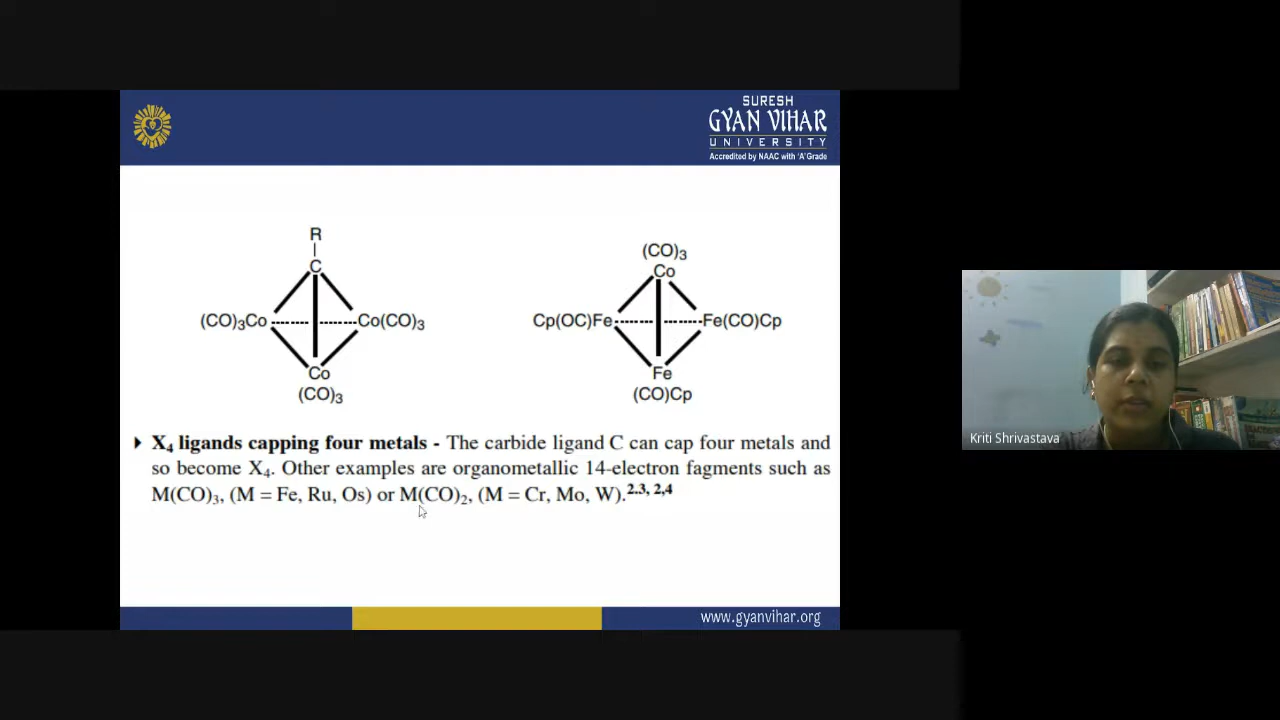 SURESH
GYAN VIHAR
UNIVERSITY
Accredited by NAAC with 'A' Grade
R
C
(CO)₃Co
Co(CO)₃
Co
(CO)₃
(CO)₃
Co
Cp(OC)Fe
Fe(CO)Cp
Fe
(CO)Cp
X₄ ligands capping four metals - The carbide ligand C can cap four metals and
so become X₄. Other examples are organometallic 14-electron fagments such as
M(CO)₃, (M = Fe, Ru, Os) or M(CO)₂, (M = Cr, Mo, W).2.3, 2,4
www.gyanvihar.org
Kriti Shrivastava